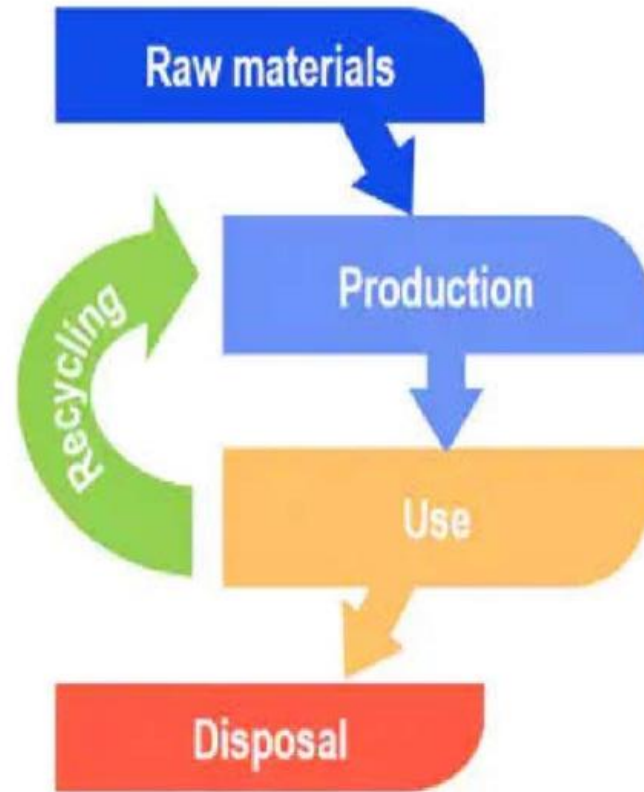 Raw materials
Production
Recycling
Use
Disposal